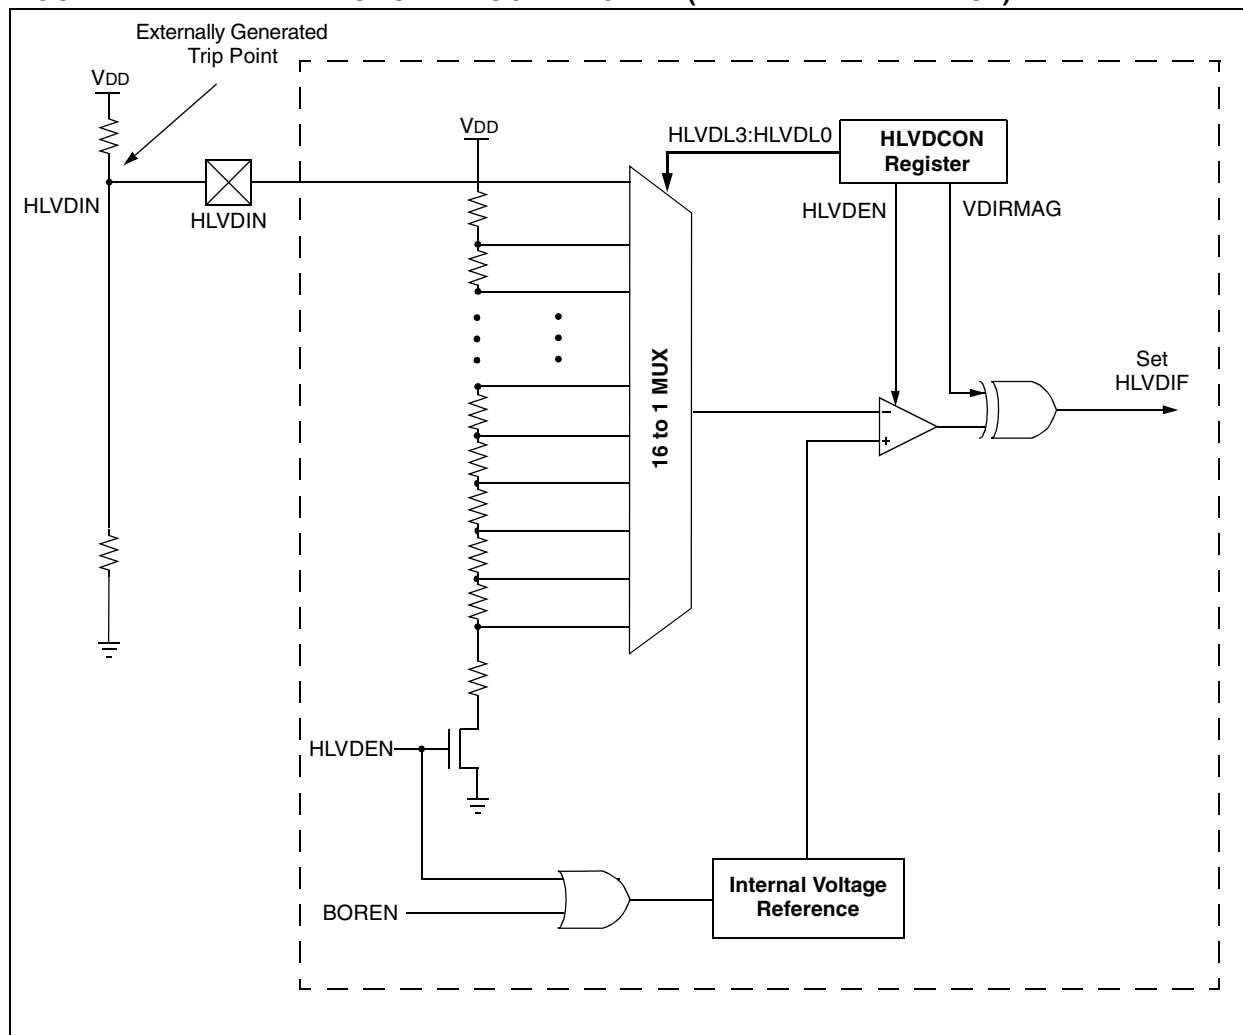 Externally Generated
Trip Point
VDD
VDD
HLVDL3:HLVDL0
HLVDCON
Register
HLVDIN
HLVDIN
HLVDEN
VDIRMAG
16 to 1 MUX
Set
HLVDIF
–
+
HLVDEN
BOREN
Internal Voltage
Reference